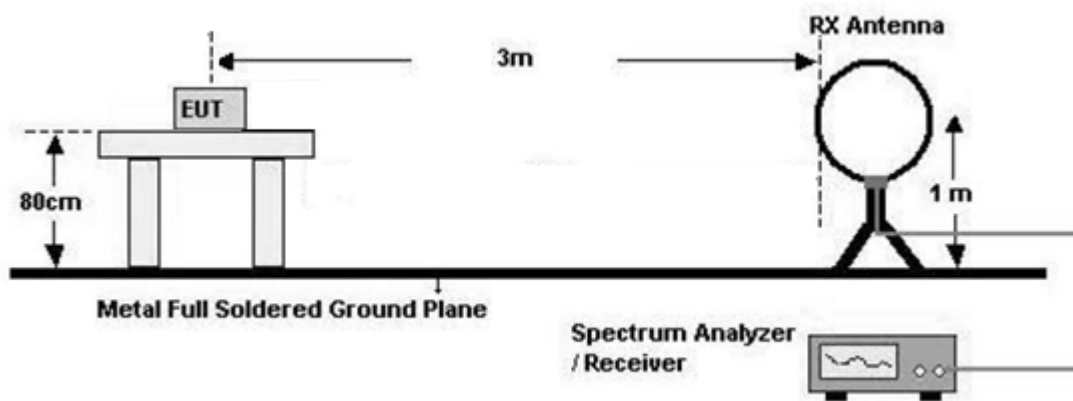 RX Antenna
3m
EUT
80cm
1 m
Metal Full Soldered Ground Plane
Spectrum Analyzer
/ Receiver